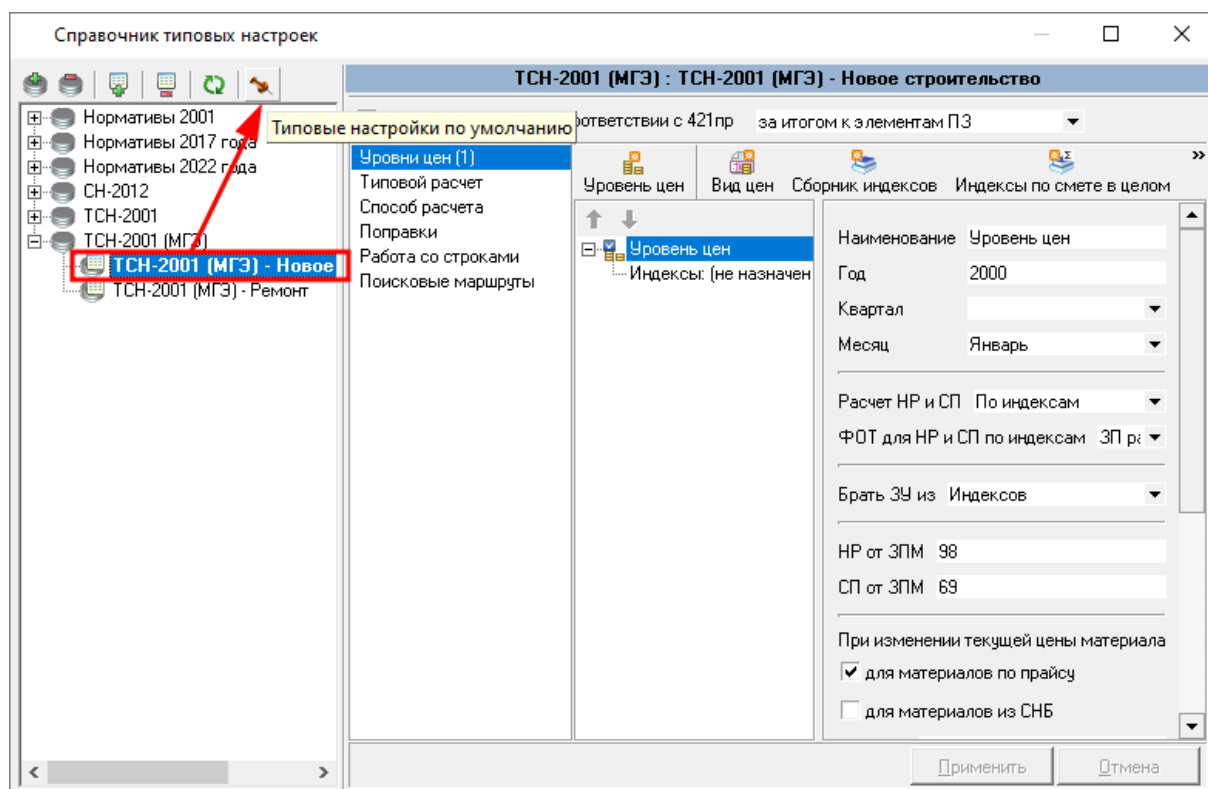 Справочник типовых настроек
ТСН-2001 (МГЭ) : ТСН-2001 (МГЭ) - Новое строительство
Нормативы 2001
Нормативы 2017 года
Нормативы 2022 года
СН-2012
ТСН-2001
ТСН-2001 (МГЭ)
ТСН-2001 (МГЭ) - Новое
ТСН-2001 (МГЭ) - Ремонт
Типовые настройки по умолчанию
ответствии с 421пр за итогом к элементам ПЗ
Уровни цен (1)
Типовой расчет
Способ расчета
Поправки
Работа со строками
Поисковые маршруты
Уровень цен Вид цен Сборник индексов Индексы по смете в целом »
Уровень цен
Индексы: (не назначен
Наименование Уровень цен
Год 2000
Квартал
Месяц Январь
Расчет НР и СП По индексам
ФОТ для НР и СП по индексам ЗП ра
Брать ЗУ из Индексов
НР от ЗПМ 98
СП от ЗПМ 69
При изменении текущей цены материала
для материалов по прайсу
для материалов из СНБ
Применить Отмена